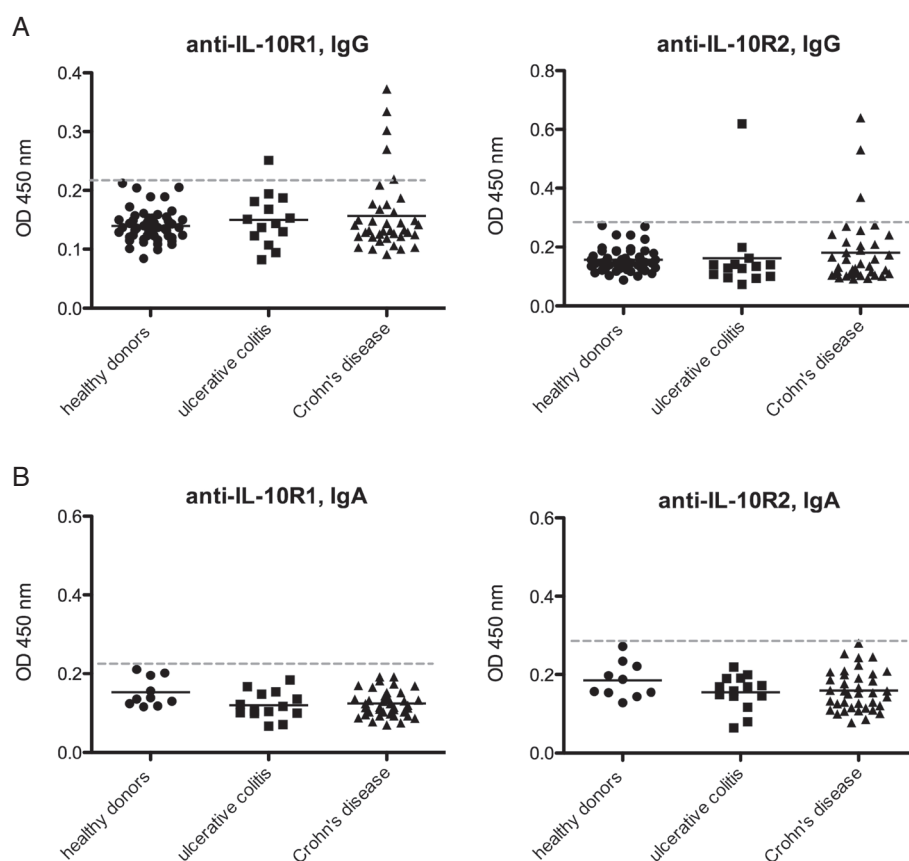 A
anti-IL-10R1, IgG
OD 450 nm
0.4
0.3
0.2
0.1
0.0
healthy donors
ulcerative colitis
Crohn's disease
anti-IL-10R2, IgG
OD 450 nm
0.8
0.6
0.4
0.2
0.0
healthy donors
ulcerative colitis
Crohn's disease
B
anti-IL-10R1, IgA
OD 450 nm
0.6
0.4
0.2
0.0
healthy donors
ulcerative colitis
Crohn's disease
anti-IL-10R2, IgA
OD 450 nm
0.6
0.4
0.2
0.0
healthy donors
ulcerative colitis
Crohn's disease